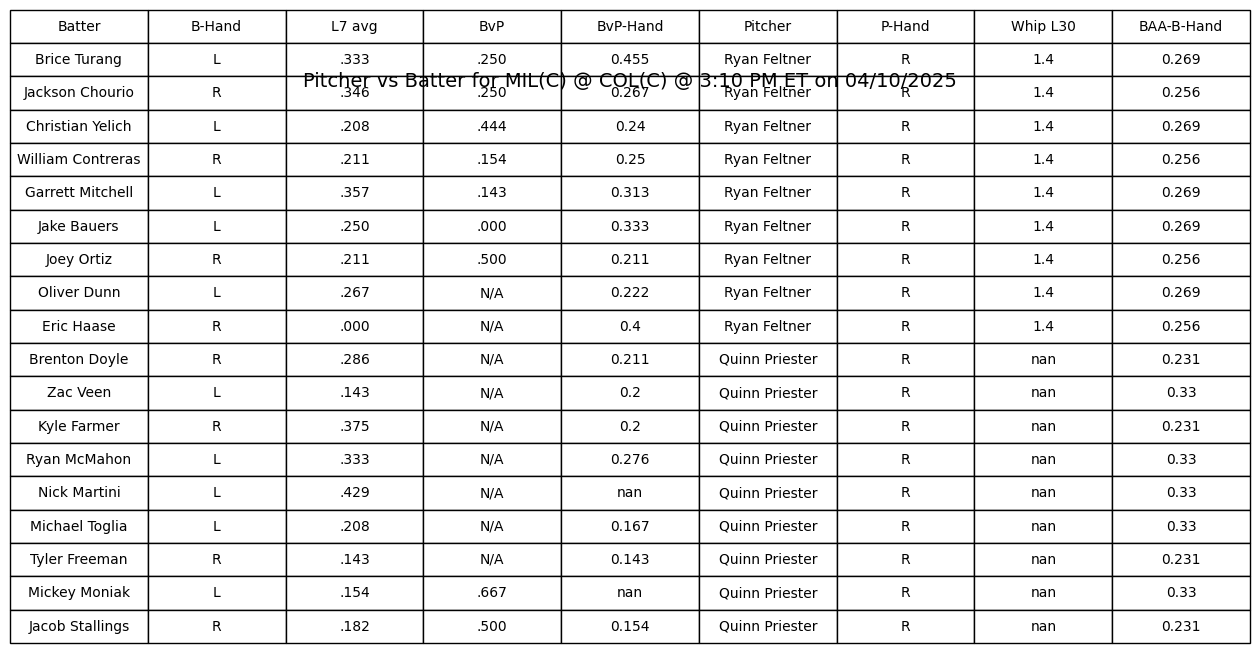 Batter B-Hand L7 avg BvP BvP-Hand Pitcher P-Hand Whip L30 BAA-B-Hand
Brice Turang L .333 .250 0.455 Ryan Feltner R 1.4 0.269
Pitcher vs Batter for MIL(C) @ COL(C) @ 3:10 PM ET on 04/10/2025
Jackson Chourio R .346 .250 0.267 Ryan Feltner R 1.4 0.256
Christian Yelich L .208 .444 0.24 Ryan Feltner R 1.4 0.269
William Contreras R .211 .154 0.25 Ryan Feltner R 1.4 0.256
Garrett Mitchell L .357 .143 0.313 Ryan Feltner R 1.4 0.269
Jake Bauers L .250 .000 0.333 Ryan Feltner R 1.4 0.269
Joey Ortiz R .211 .500 0.211 Ryan Feltner R 1.4 0.256
Oliver Dunn L .267 N/A 0.222 Ryan Feltner R 1.4 0.269
Eric Haase R .000 N/A 0.4 Ryan Feltner R 1.4 0.256
Brenton Doyle R .286 N/A 0.211 Quinn Priester R nan 0.231
Zac Veen L .143 N/A 0.2 Quinn Priester R nan 0.33
Kyle Farmer R .375 N/A 0.2 Quinn Priester R nan 0.231
Ryan McMahon L .333 N/A 0.276 Quinn Priester R nan 0.33
Nick Martini L .429 N/A nan Quinn Priester R nan 0.33
Michael Toglia L .208 N/A 0.167 Quinn Priester R nan 0.33
Tyler Freeman R .143 N/A 0.143 Quinn Priester R nan 0.231
Mickey Moniak L .154 .667 nan Quinn Priester R nan 0.33
Jacob Stallings R .182 .500 0.154 Quinn Priester R nan 0.231